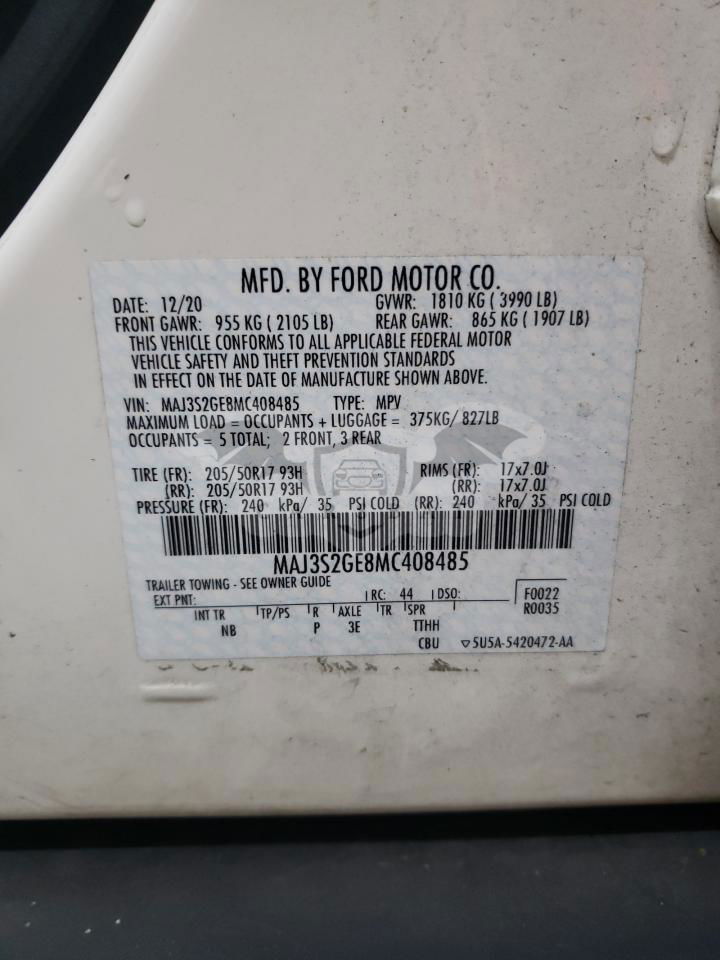 MFD. BY FORD MOTOR CO.
DATE: 12/20 GVWR: 1810 KG ( 3990 LB)
FRONT GAWR: 955 KG ( 2105 LB) REAR GAWR: 865 KG ( 1907 LB)
THIS VEHICLE CONFORMS TO ALL APPLICABLE FEDERAL MOTOR
VEHICLE SAFETY AND THEFT PREVENTION STANDARDS
IN EFFECT ON THE DATE OF MANUFACTURE SHOWN ABOVE.
VIN: MAJ3S2GE8MC408485 TYPE: MPV
MAXIMUM LOAD = OCCUPANTS + LUGGAGE = 375KG/ 827LB
OCCUPANTS = 5 TOTAL; 2 FRONT, 3 REAR
TIRE (FR): 205/50R17 93H RIMS (FR): 17x7.0J
(RR): 205/50R17 93H (RR): 17x7.0J
PRESSURE (FR): 240 kPa/ 35 PSI COLD (RR): 240 kPa/ 35 PSI COLD
MAJ3S2GE8MC408485
TRAILER TOWING - SEE OWNER GUIDE
EXT PNT: RC: 44 DSO: F0022
INT TR TP/PS R AXLE TR SPR R0035
NB P 3E TTHH
CBU ▽5U5A-5420472-AA